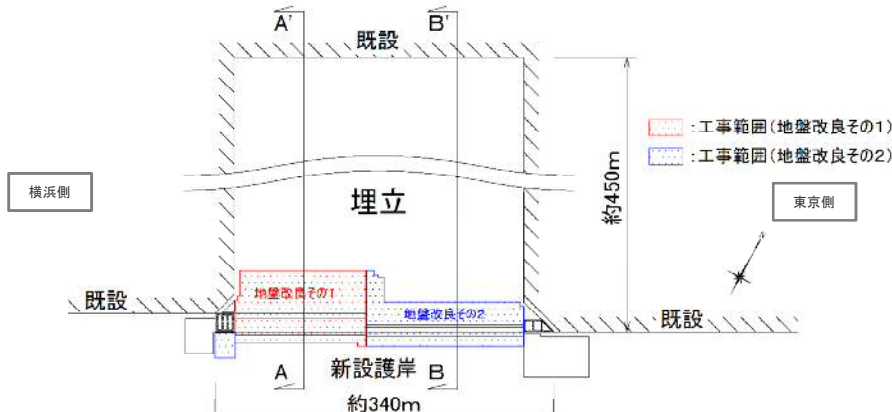 A'
B'
既設
:工事範囲(地盤改良その1)
:工事範囲(地盤改良その2)
横浜側
埋立
約450m
東京側
既設
地盤改良その1
地盤改良その2
既設
新設護岸
A
B
約340m